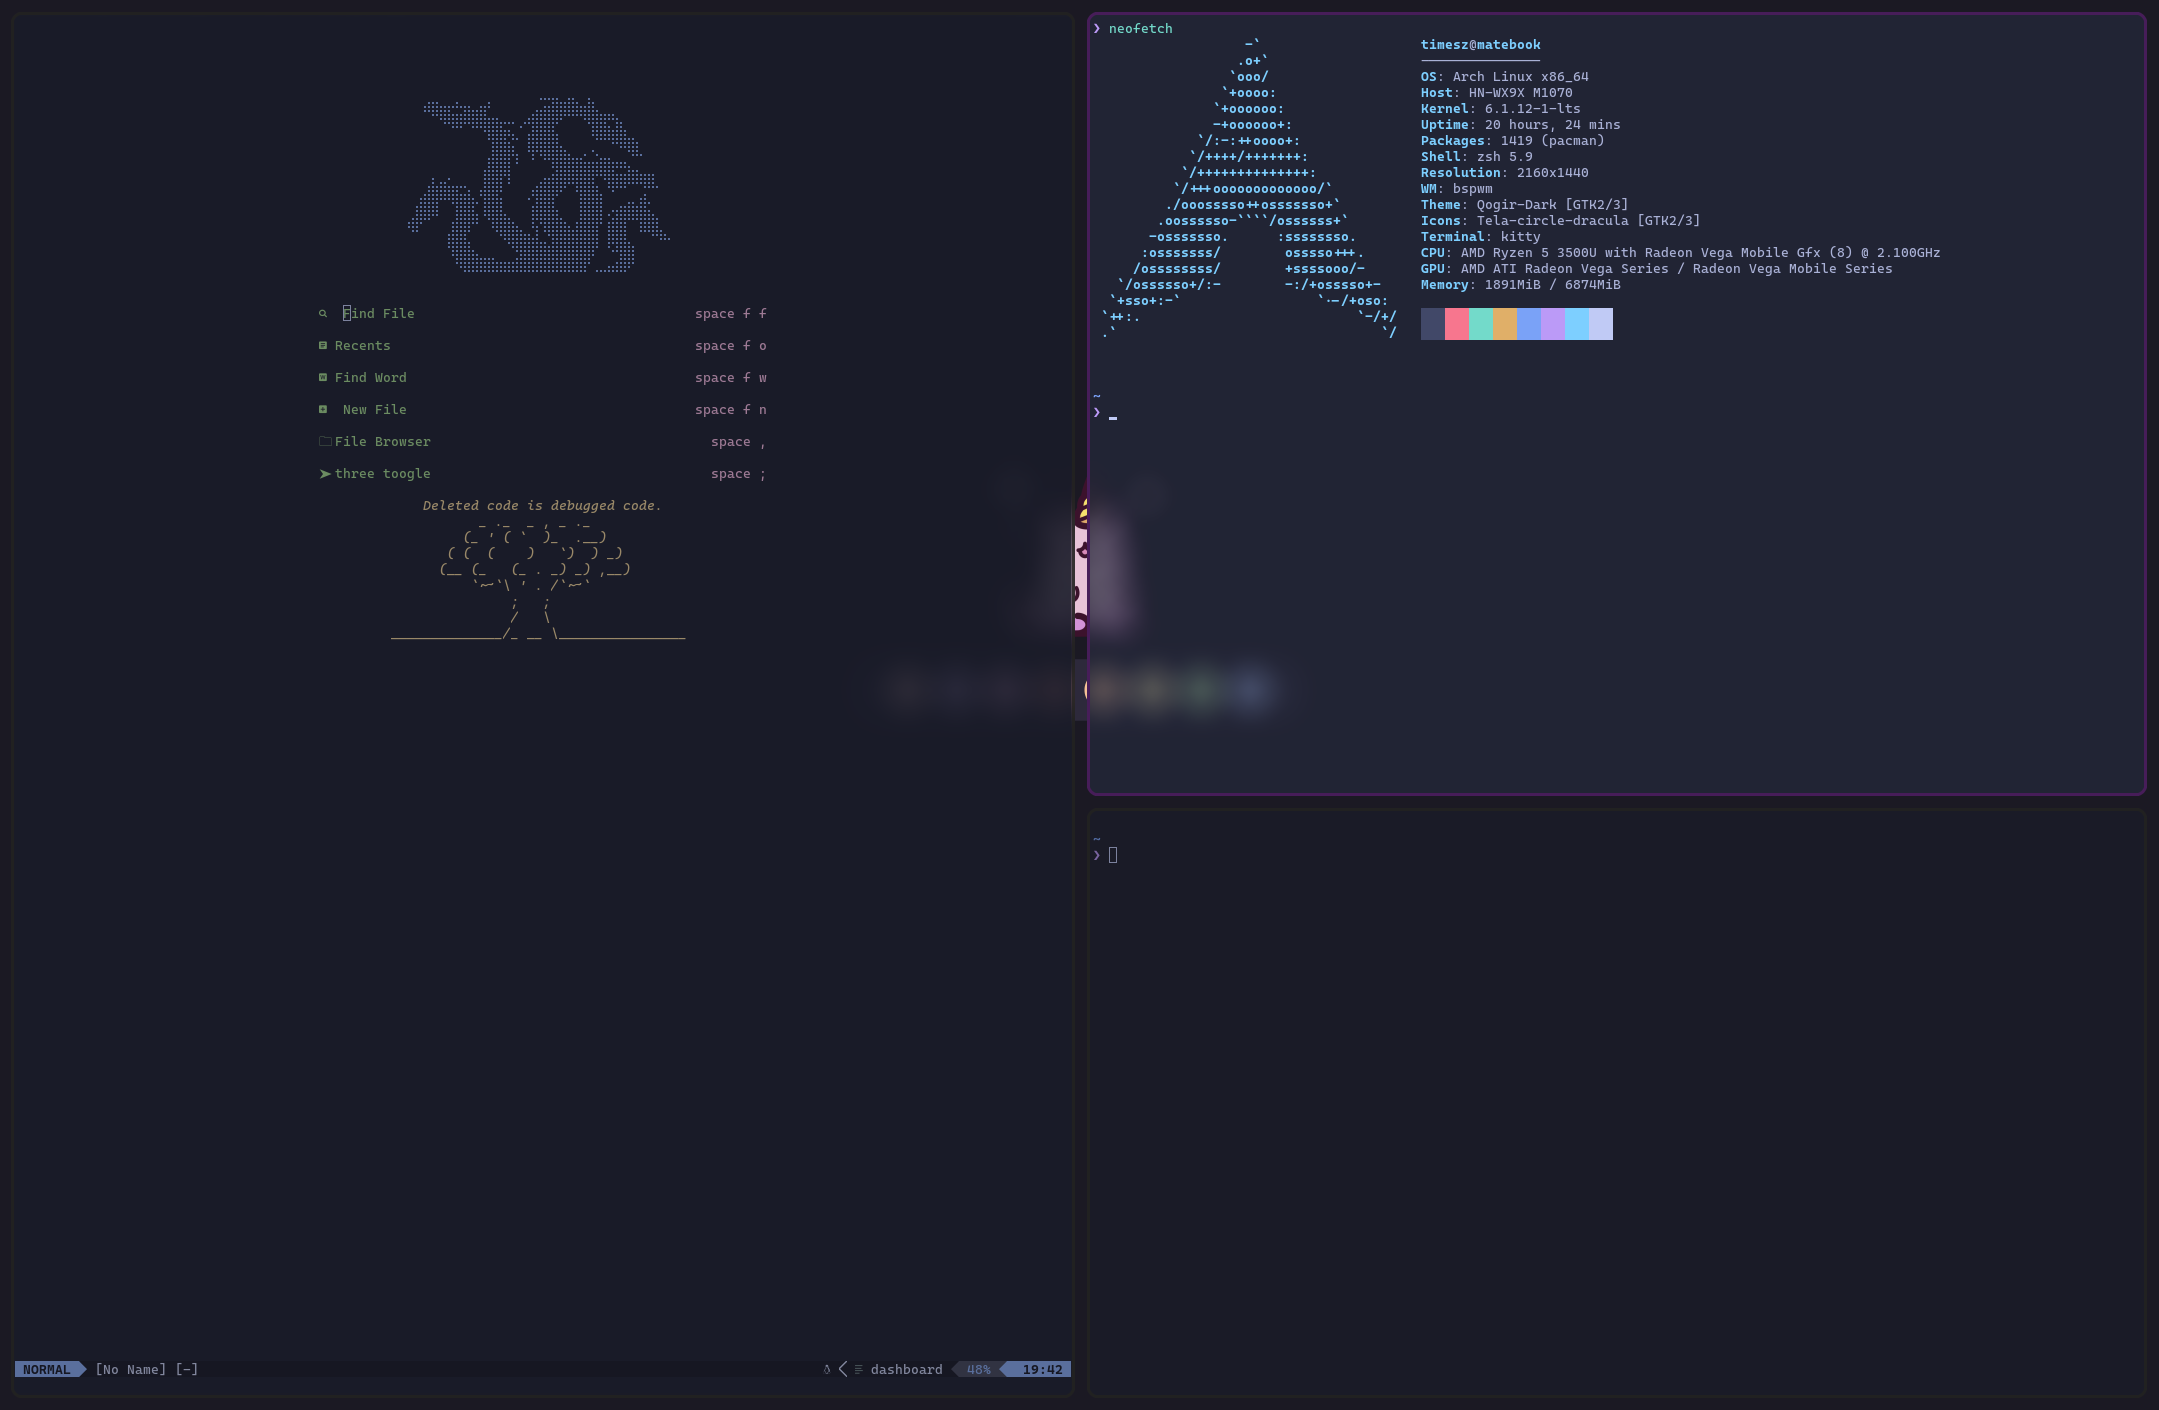 Find File space f f
Recents space f o
Find Word space f w
New File space f n
File Browser space ,
three toogle space ;
Deleted code is debugged code.
NORMAL [No Name] [-] dashboard 48% 19:42
❯ neofetch
timesz@matebook
OS: Arch Linux x86_64
Host: HN-WX9X M1070
Kernel: 6.1.12-1-lts
Uptime: 20 hours, 24 mins
Packages: 1419 (pacman)
Shell: zsh 5.9
Resolution: 2160x1440
WM: bspwm
Theme: Qogir-Dark [GTK2/3]
Icons: Tela-circle-dracula [GTK2/3]
Terminal: kitty
CPU: AMD Ryzen 5 3500U with Radeon Vega Mobile Gfx (8) @ 2.100GHz
GPU: AMD ATI Radeon Vega Series / Radeon Vega Mobile Series
Memory: 1891MiB / 6874MiB
~
❯ _
~
❯